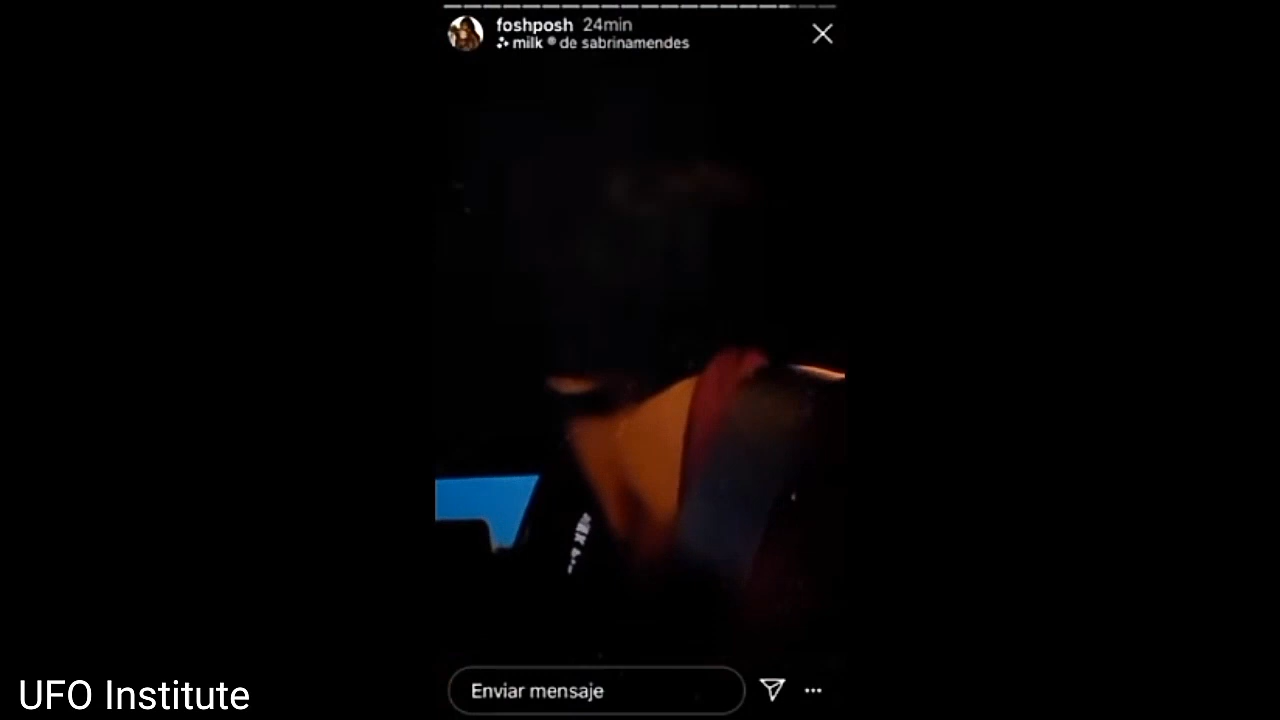 foshposh 24min
milk ® de sabrinamendes
Enviar mensaje
UFO Institute